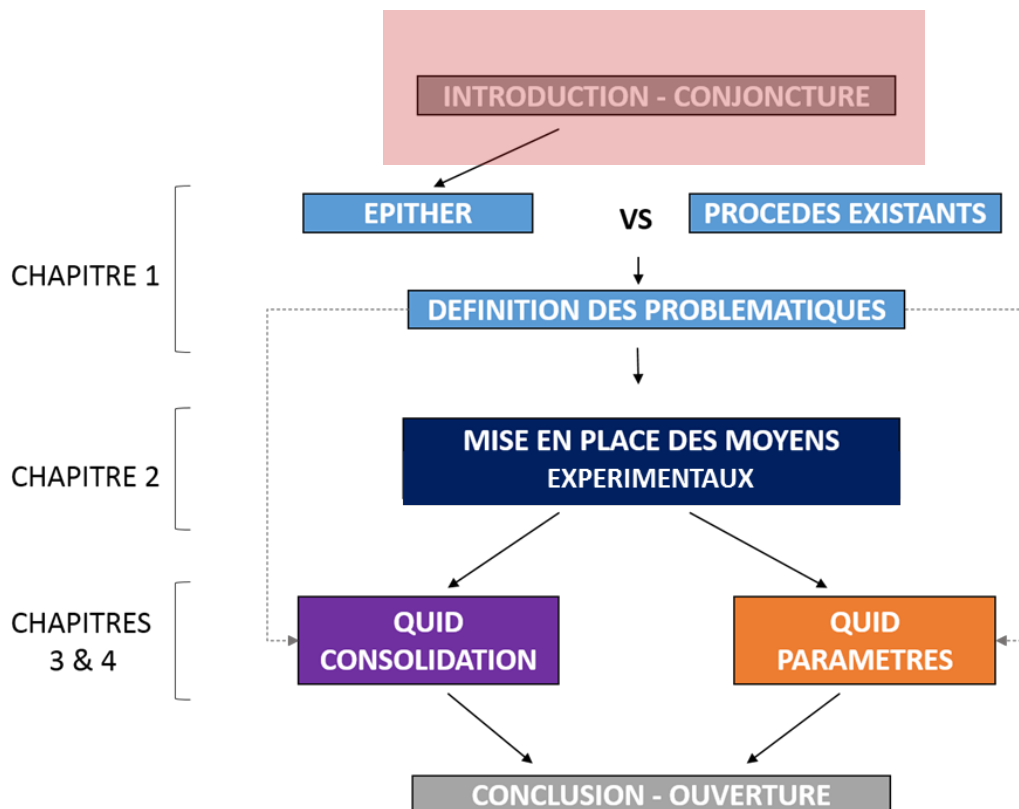 INTRODUCTION - CONJONCTURE
EPITHER
VS
PROCEDES EXISTANTS
CHAPITRE 1
DEFINITION DES PROBLEMATIQUES
CHAPITRE 2
MISE EN PLACE DES MOYENS
EXPERIMENTAUX
CHAPITRES
3 & 4
QUID
CONSOLIDATION
QUID
PARAMETRES
CONCLUSION - OUVERTURE